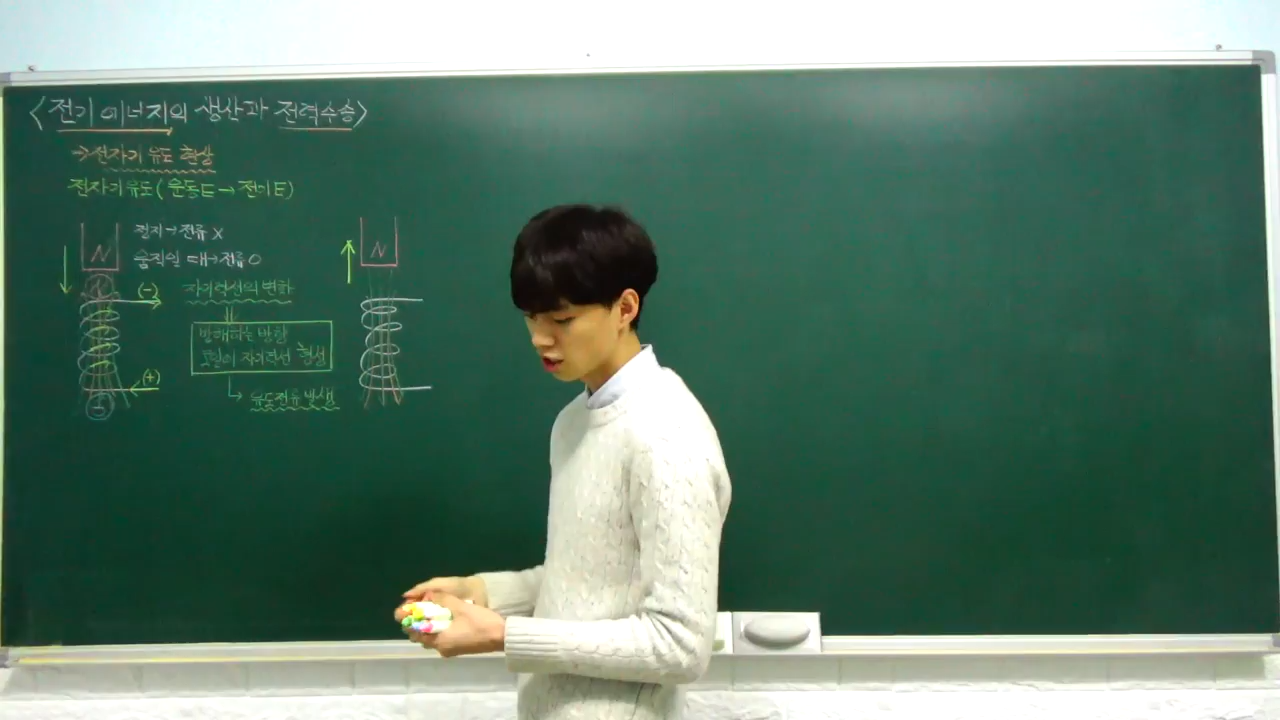 <전기 에너지의 생산과 전력수송>
→전자기 유도 현상
전자기유도(운동E→전기E)
N
정지→전류 X
움직일 때→전류 O
N
(-)
자기력선의 변화
방해하는 방향
코일이 자기력선 형성
(+)
유도전류 발생
N